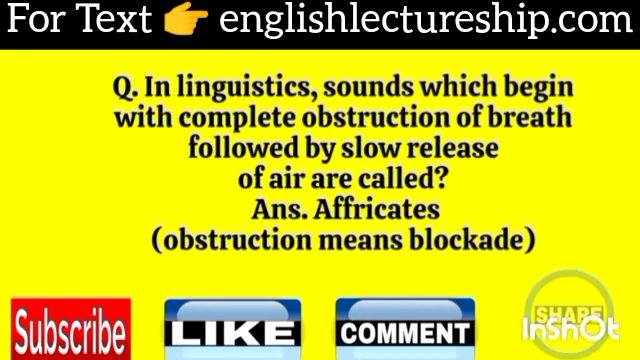 For Text 👉 englishlectureship.com
Q. In linguistics, sounds which begin
with complete obstruction of breath
followed by slow release
of air are called?
Ans. Affricates
(obstruction means blockade)
Subscribe
LIKE
COMMENT
SHARE
InShOt